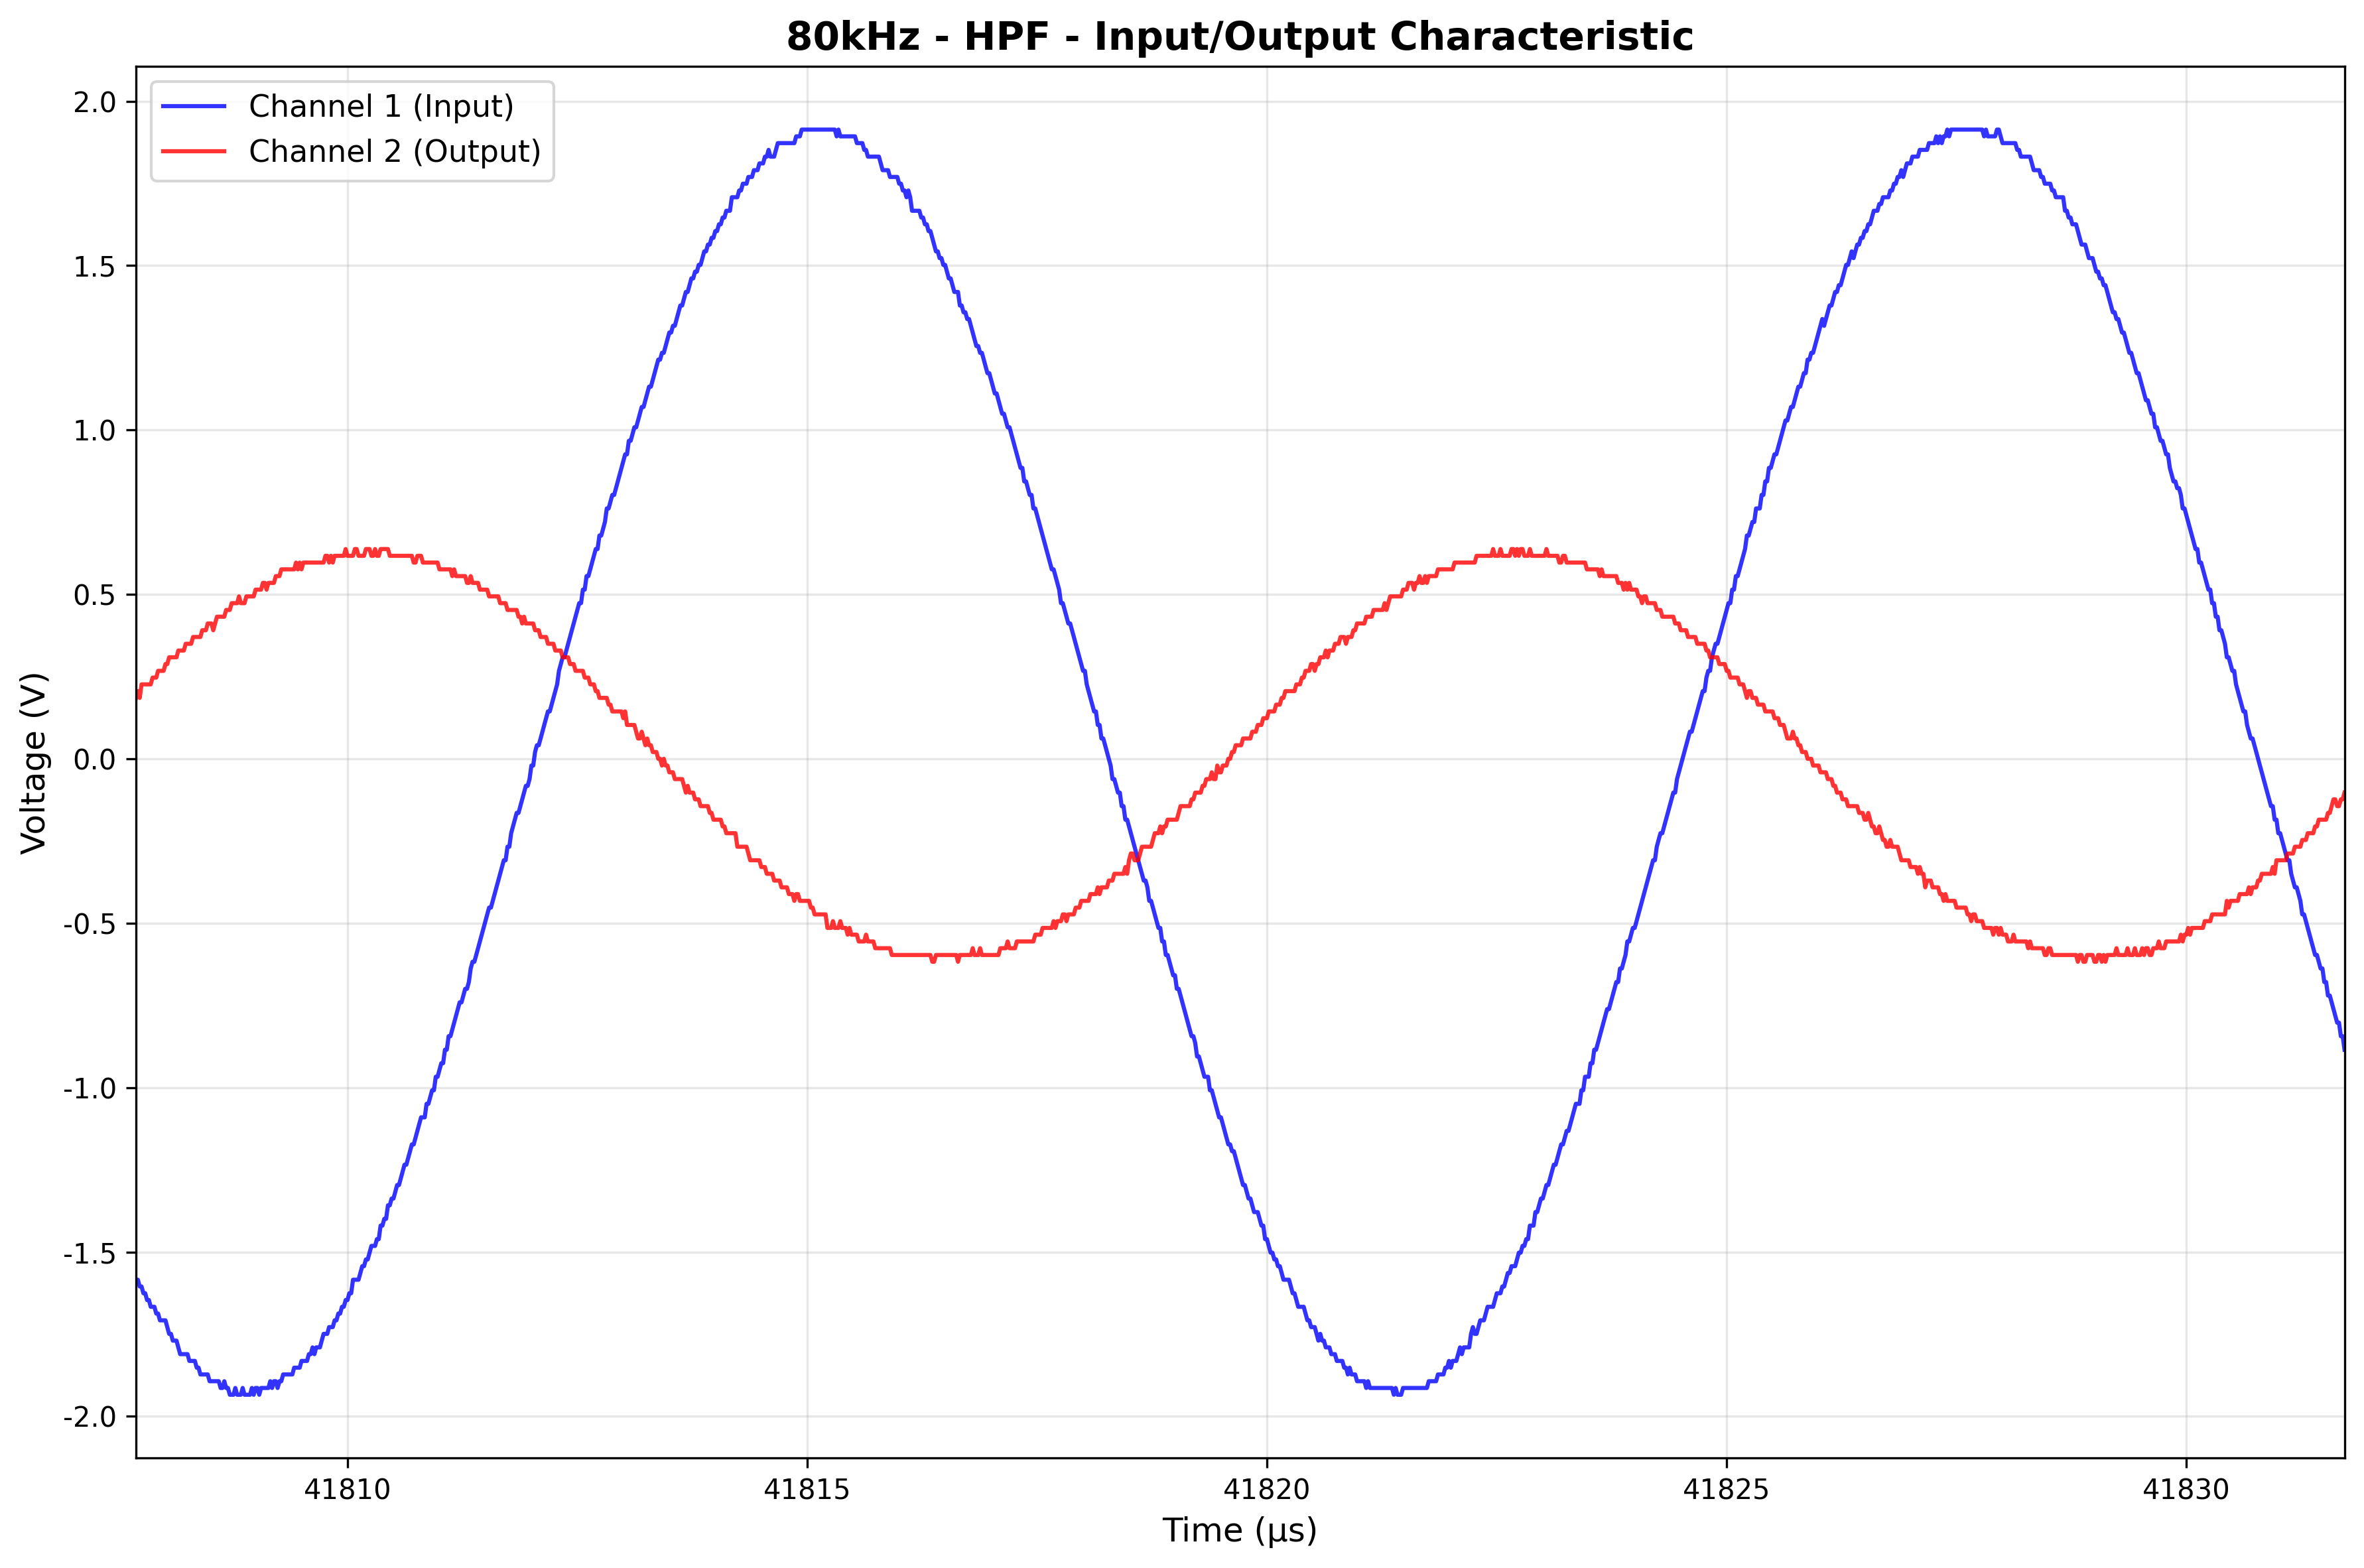 80kHz - HPF - Input/Output Characteristic
Channel 1 (Input)
Channel 2 (Output)
2.0
1.5
1.0
0.5
0.0
-0.5
-1.0
-1.5
-2.0
Voltage (V)
41810
41815
41820
41825
41830
Time (µs)